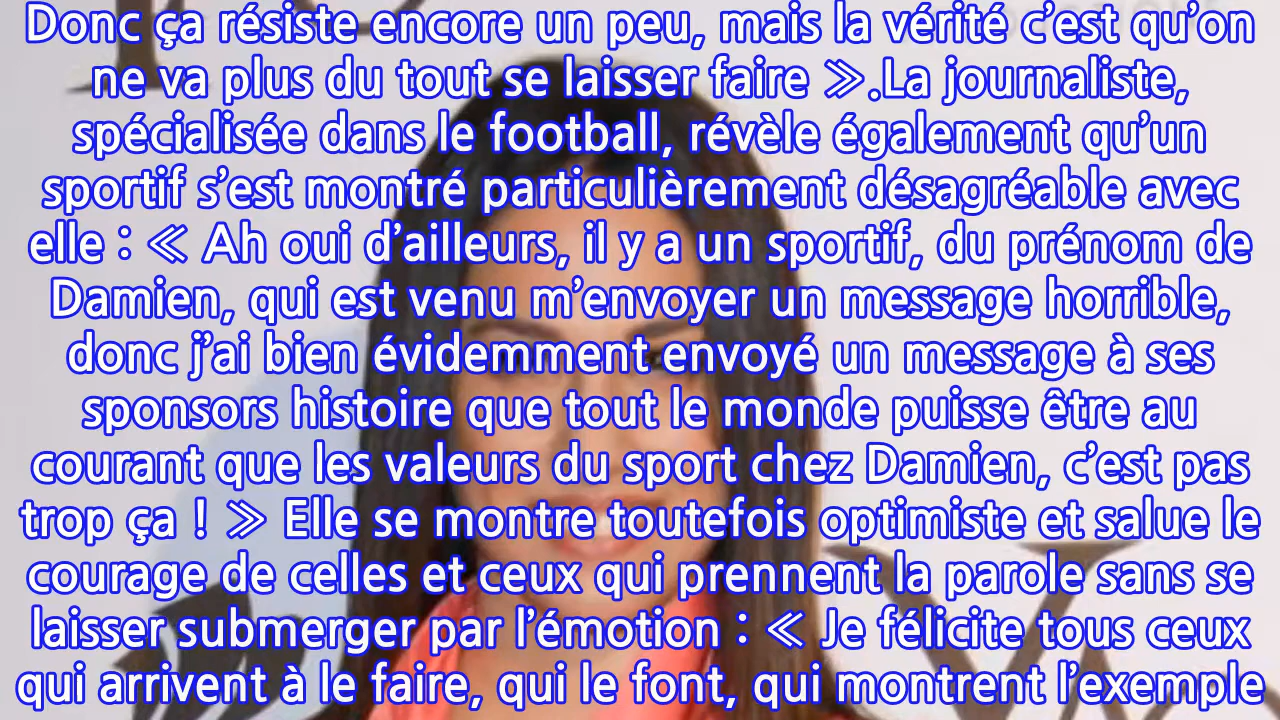 Donc ça résiste encore un peu, mais la vérité c’est qu’on
ne va plus du tout se laisser faire ≫.La journaliste,
spécialisée dans le football, révèle également qu’un
sportif s’est montré particulièrement désagréable avec
elle : ≪ Ah oui d’ailleurs, il y a un sportif, du prénom de
Damien, qui est venu m’envoyer un message horrible,
donc j’ai bien évidemment envoyé un message à ses
sponsors histoire que tout le monde puisse être au
courant que les valeurs du sport chez Damien, c’est pas
trop ça ! ≫ Elle se montre toutefois optimiste et salue le
courage de celles et ceux qui prennent la parole sans se
laisser submerger par l’émotion : ≪ Je félicite tous ceux
qui arrivent à le faire, qui le font, qui montrent l’exemple